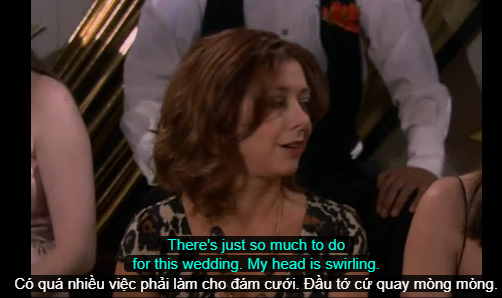 There's just so much to do
for this wedding. My head is swirling.
Có quá nhiều việc phải làm cho đám cưới. Đầu tớ cứ quay mòng mòng.